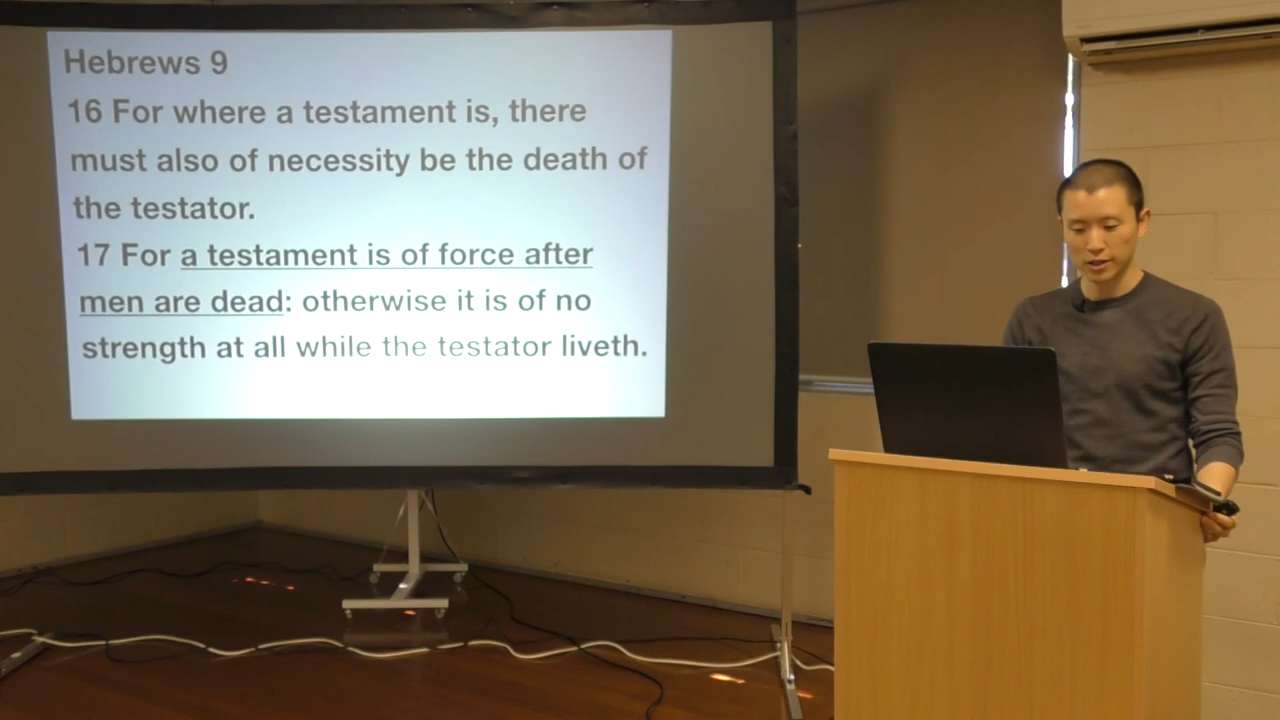 Hebrews 9
16 For where a testament is, there
must also of necessity be the death of
the testator.
17 For a testament is of force after
men are dead: otherwise it is of no
strength at all while the testator liveth.